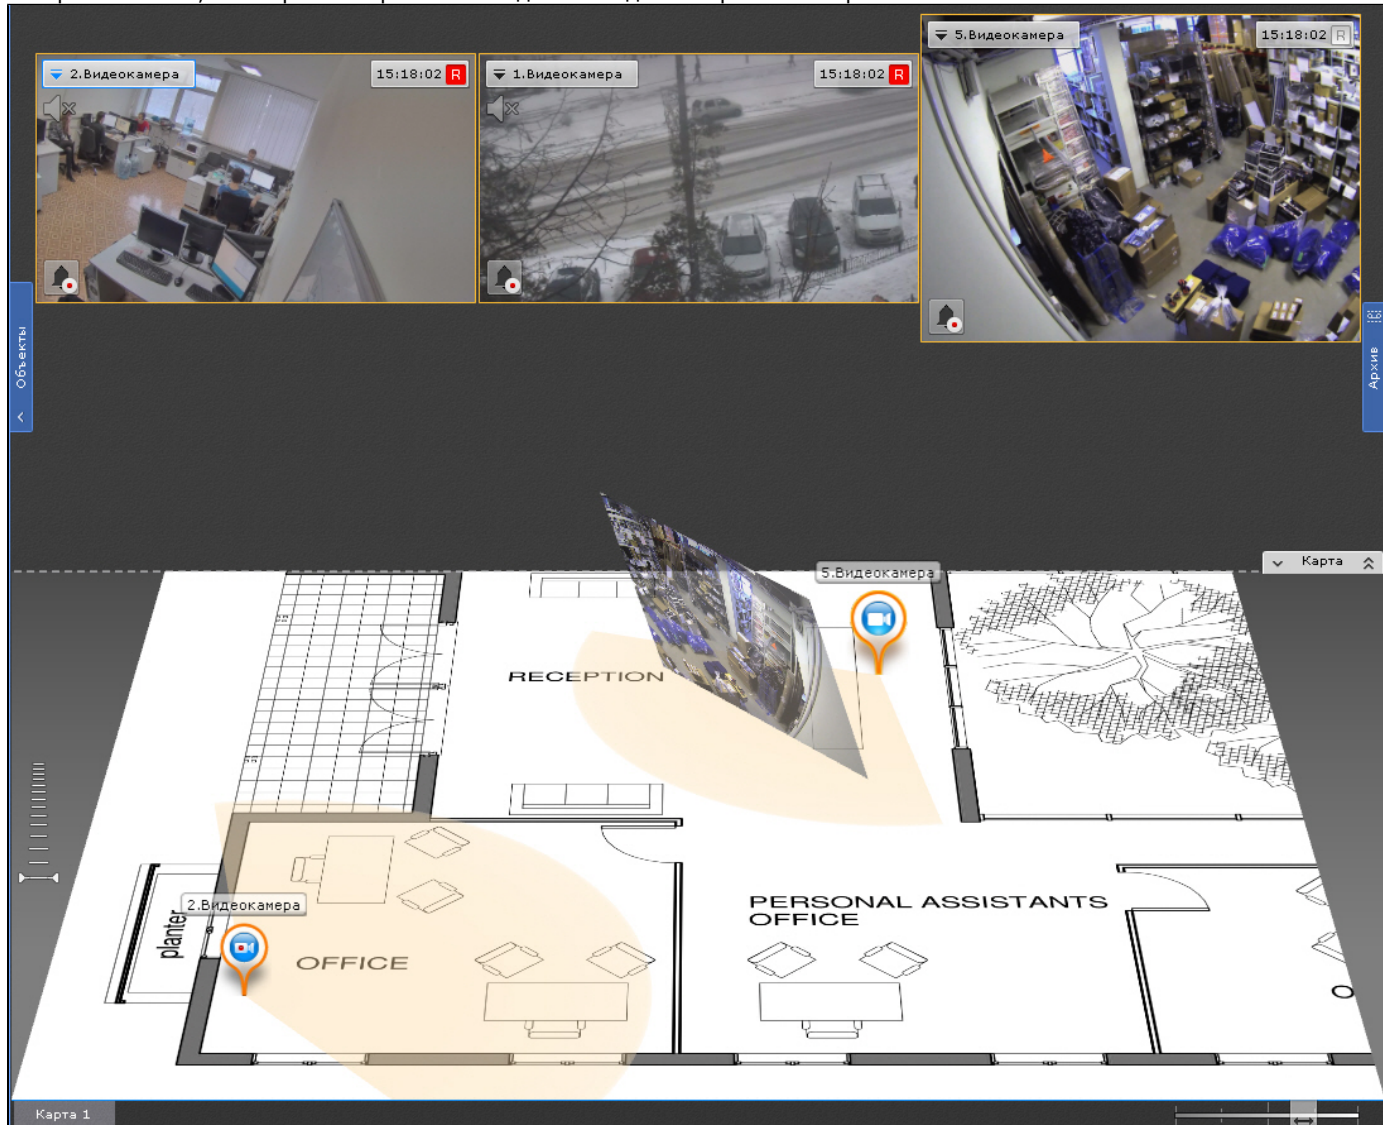 5.Видеокамера
15:18:02 R
2.Видеокамера
15:18:02 R
1.Видеокамера
15:18:02 R
Объекты
Архив
Карта
5.Видеокамера
RECEPTION
2.Видеокамера
planter
OFFICE
PERSONAL ASSISTANTS
OFFICE
O
Карта 1